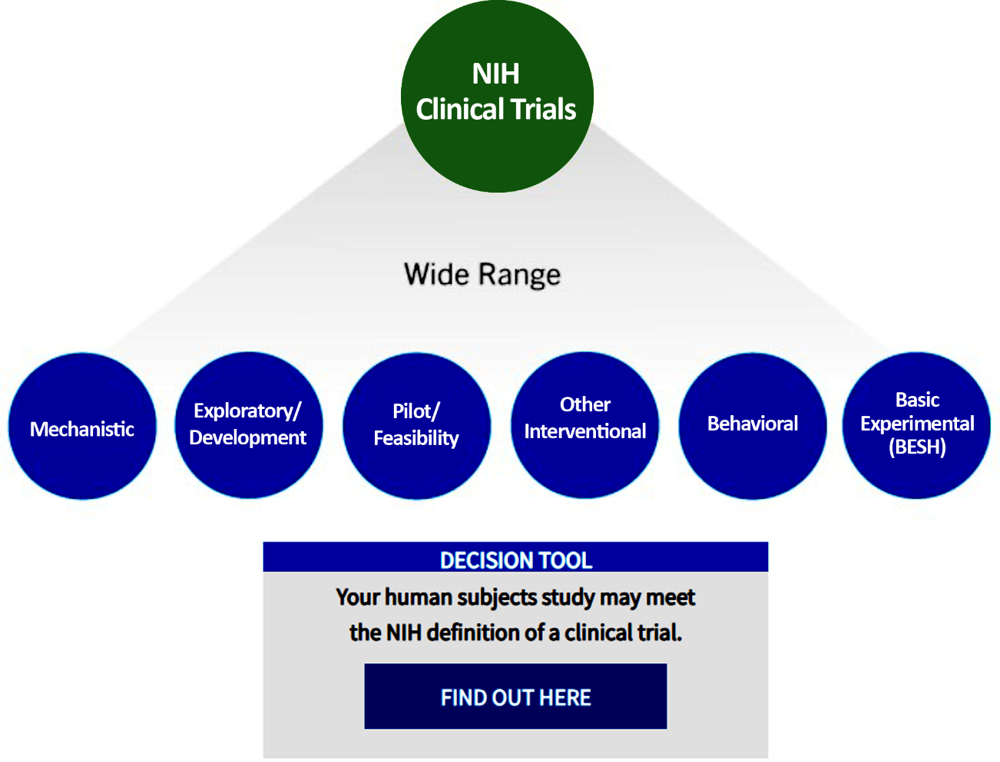 NIH
Clinical Trials
Wide Range
Mechanistic
Exploratory/
Development
Pilot/
Feasibility
Other
Interventional
Behavioral
Basic
Experimental
(BESH)
DECISION TOOL
Your human subjects study may meet
the NIH definition of a clinical trial.
FIND OUT HERE